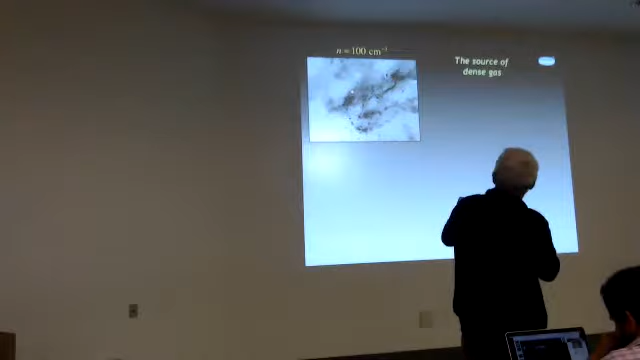 n = 100 cm⁻³
The source of
dense gas